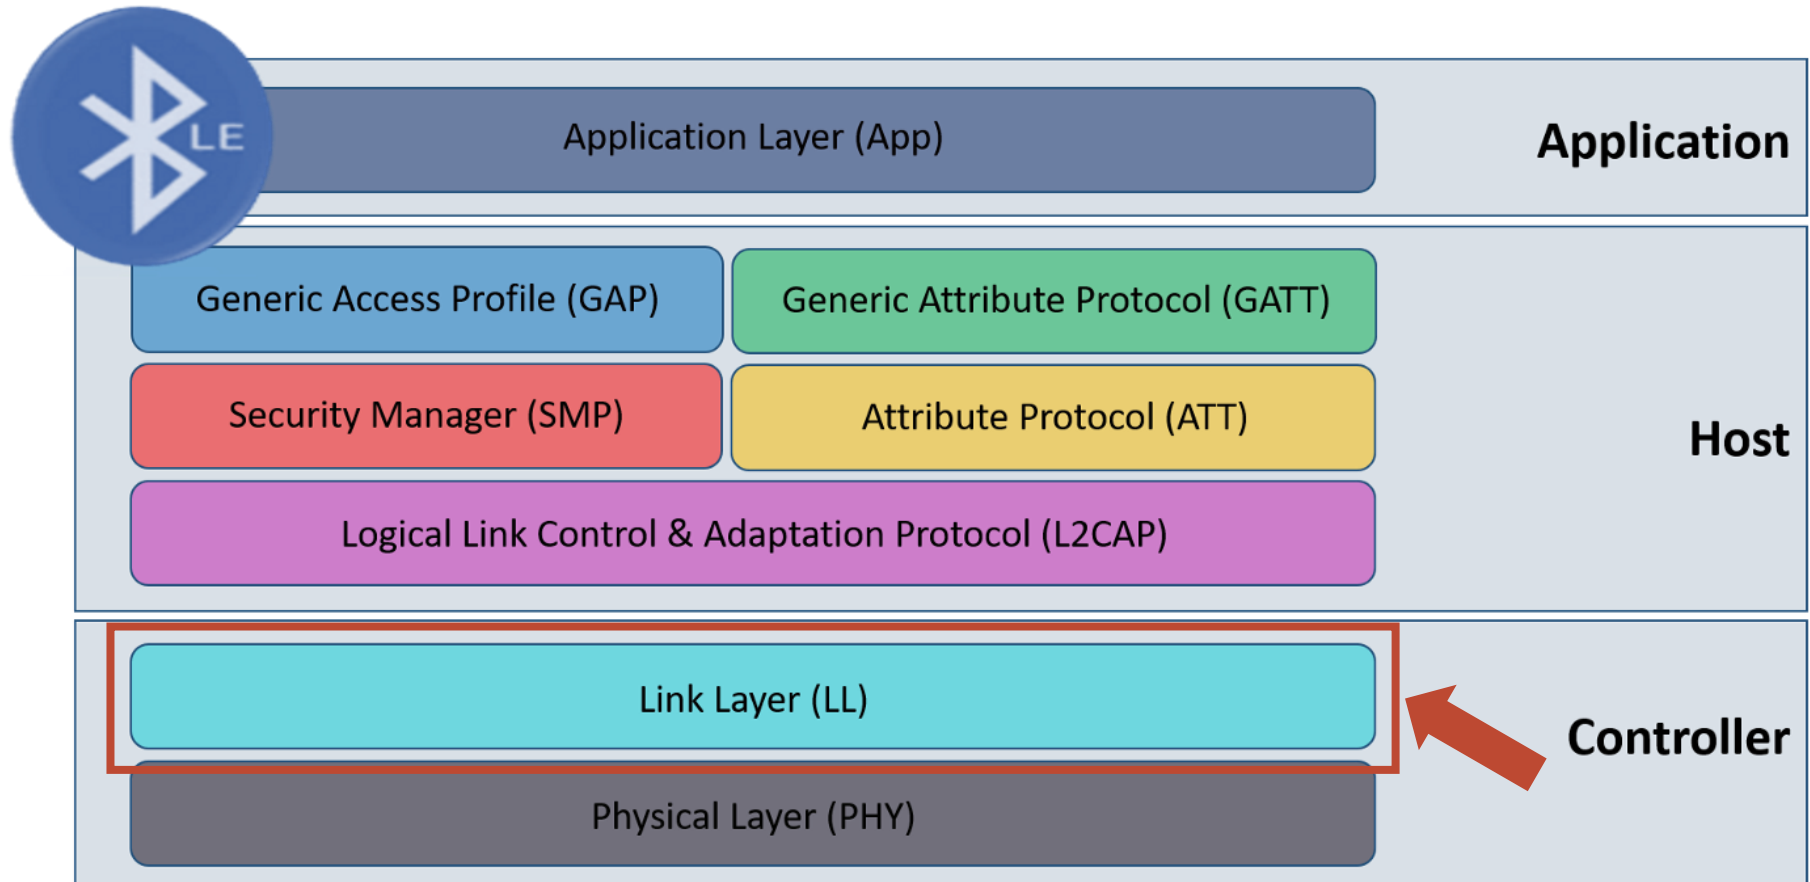 LE
Application Layer (App)
Application
Generic Access Profile (GAP)
Generic Attribute Protocol (GATT)
Security Manager (SMP)
Attribute Protocol (ATT)
Host
Logical Link Control & Adaptation Protocol (L2CAP)
Link Layer (LL)
Controller
Physical Layer (PHY)